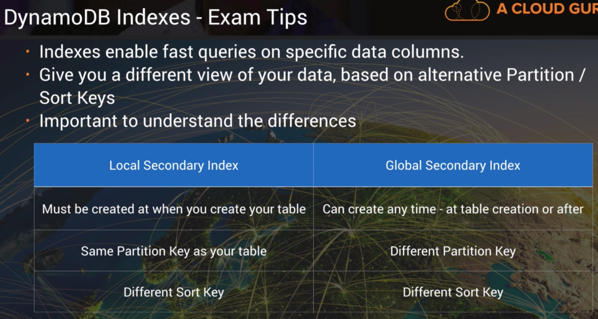 DynamoDB Indexes - Exam Tips
A CLOUD GUR
• Indexes enable fast queries on specific data columns.
• Give you a different view of your data, based on alternative Partition /
Sort Keys
• Important to understand the differences
Local Secondary Index Global Secondary Index
Must be created at when you create your table Can create any time - at table creation or after
Same Partition Key as your table Different Partition Key
Different Sort Key Different Sort Key